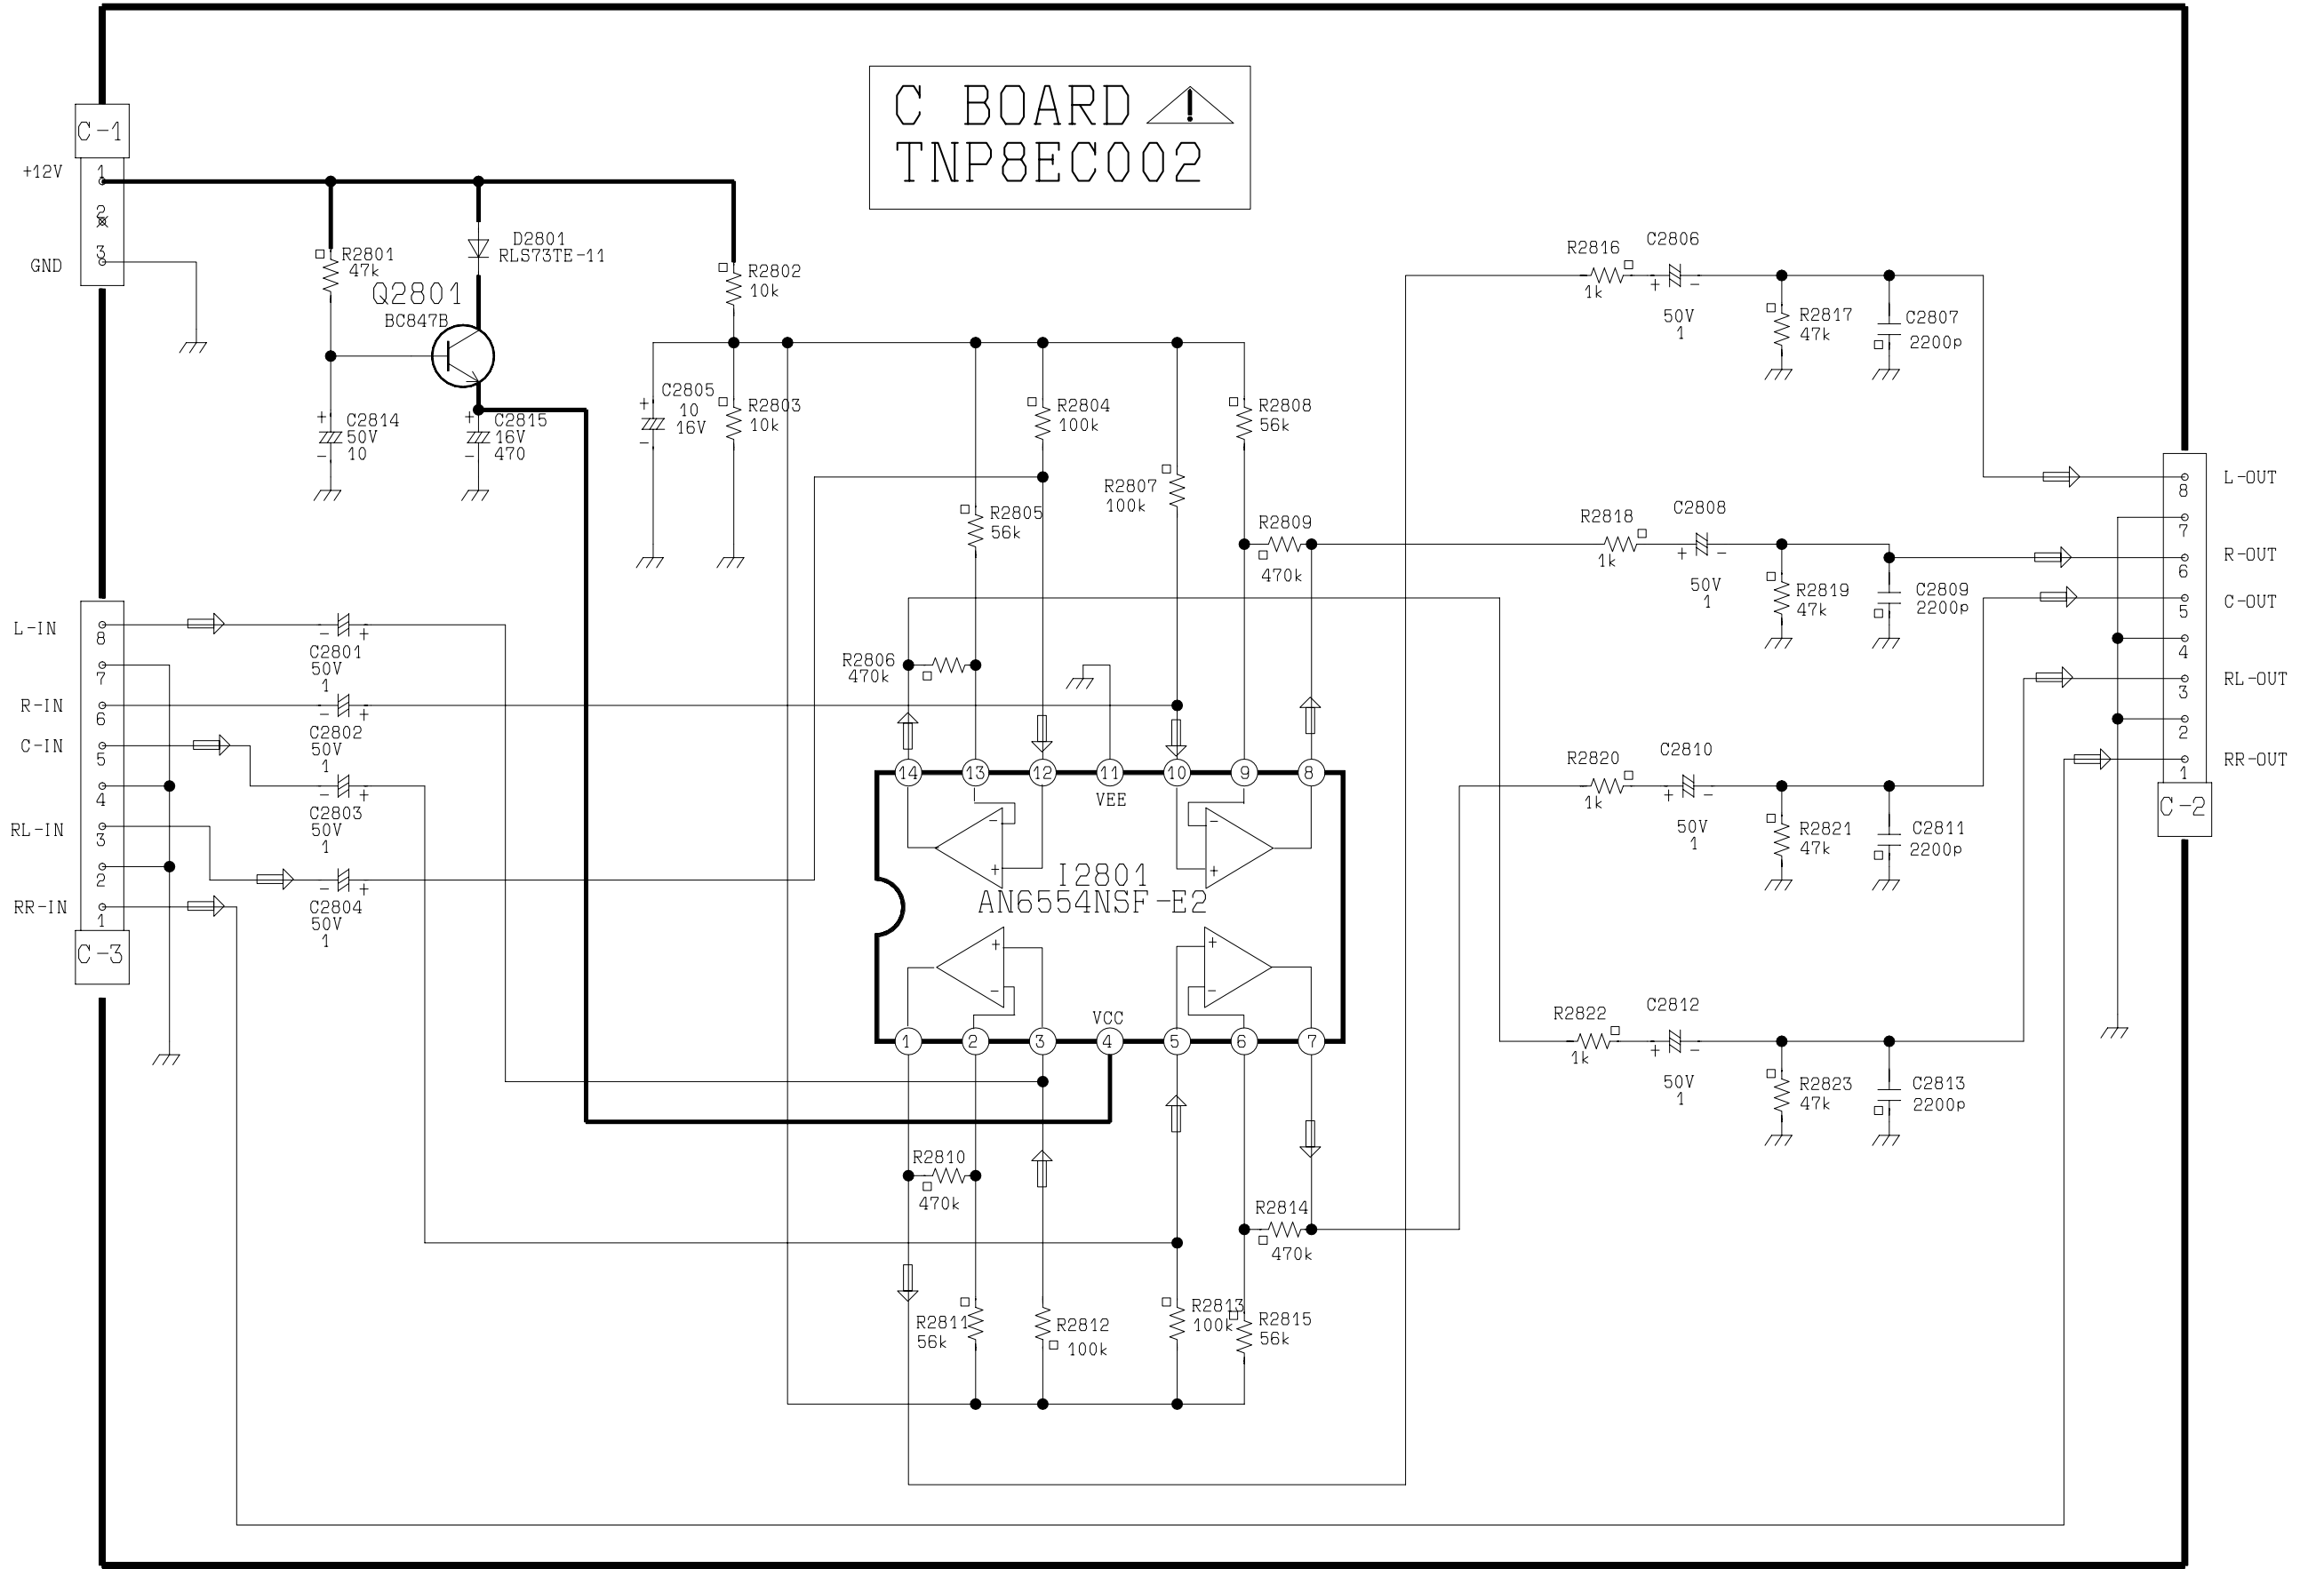 C BOARD
TNP8EC002
C-1
+12V
1
2
3
GND
R2801
47k
D2801
RLS73TE-11
Q2801
BC847B
R2802
10k
C2814
50V
10
C2815
16V
470
C2805
10
16V
R2803
10k
R2804
100k
R2805
56k
R2807
100k
R2808
56k
R2809
470k
R2806
470k
L-IN
8
7
R-IN
6
C-IN
5
4
RL-IN
3
2
RR-IN
1
C-3
C2801
50V
1
C2802
50V
1
C2803
50V
1
C2804
50V
1
14
13
12
11
10
9
8
VEE
I2801
AN6554NSF-E2
VCC
1
2
3
4
5
6
7
R2810
470k
R2811
56k
R2812
100k
R2813
100k
R2814
470k
R2815
56k
R2816
1k
C2806
50V
1
R2817
47k
C2807
2200p
R2818
1k
C2808
50V
1
R2819
47k
C2809
2200p
R2820
1k
C2810
50V
1
R2821
47k
C2811
2200p
R2822
1k
C2812
50V
1
R2823
47k
C2813
2200p
8
L-OUT
7
R-OUT
6
C-OUT
5
4
RL-OUT
3
2
RR-OUT
1
C-2